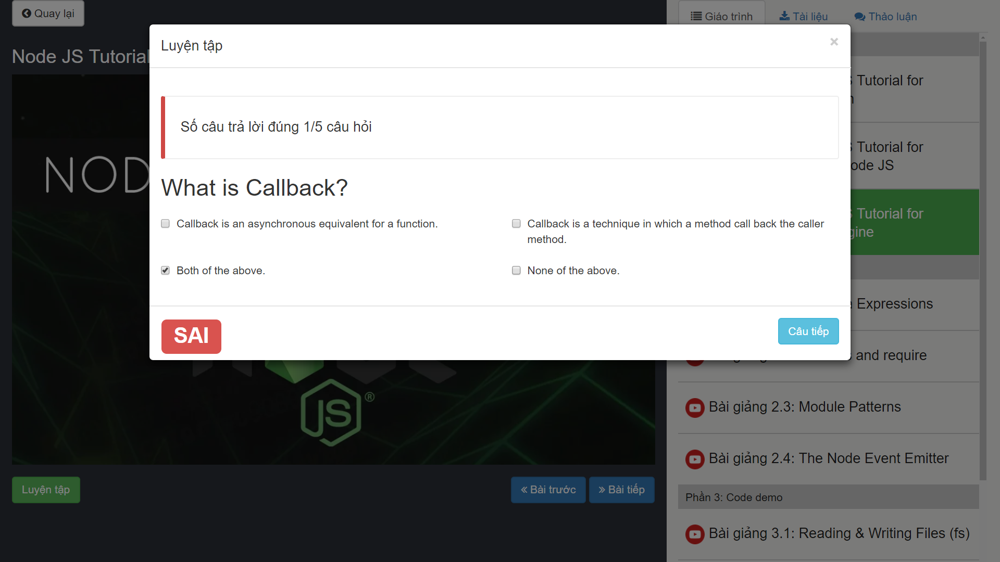 Quay lại
Giáo trình
Tài liệu
Thảo luận
Node JS Tutorial
Luyện tập
×
Số câu trả lời đúng 1/5 câu hỏi
What is Callback?
Callback is an asynchronous equivalent for a function.
Callback is a technique in which a method call back the caller
method.
Both of the above.
None of the above.
SAI
Câu tiếp
NOD
JS
®
Luyện tập
Bài trước
Bài tiếp
Tutorial for
Tutorial for
ode JS
Tutorial for
gine
Expressions
and require
Bài giảng 2.3: Module Patterns
Bài giảng 2.4: The Node Event Emitter
Phần 3: Code demo
Bài giảng 3.1: Reading & Writing Files (fs)